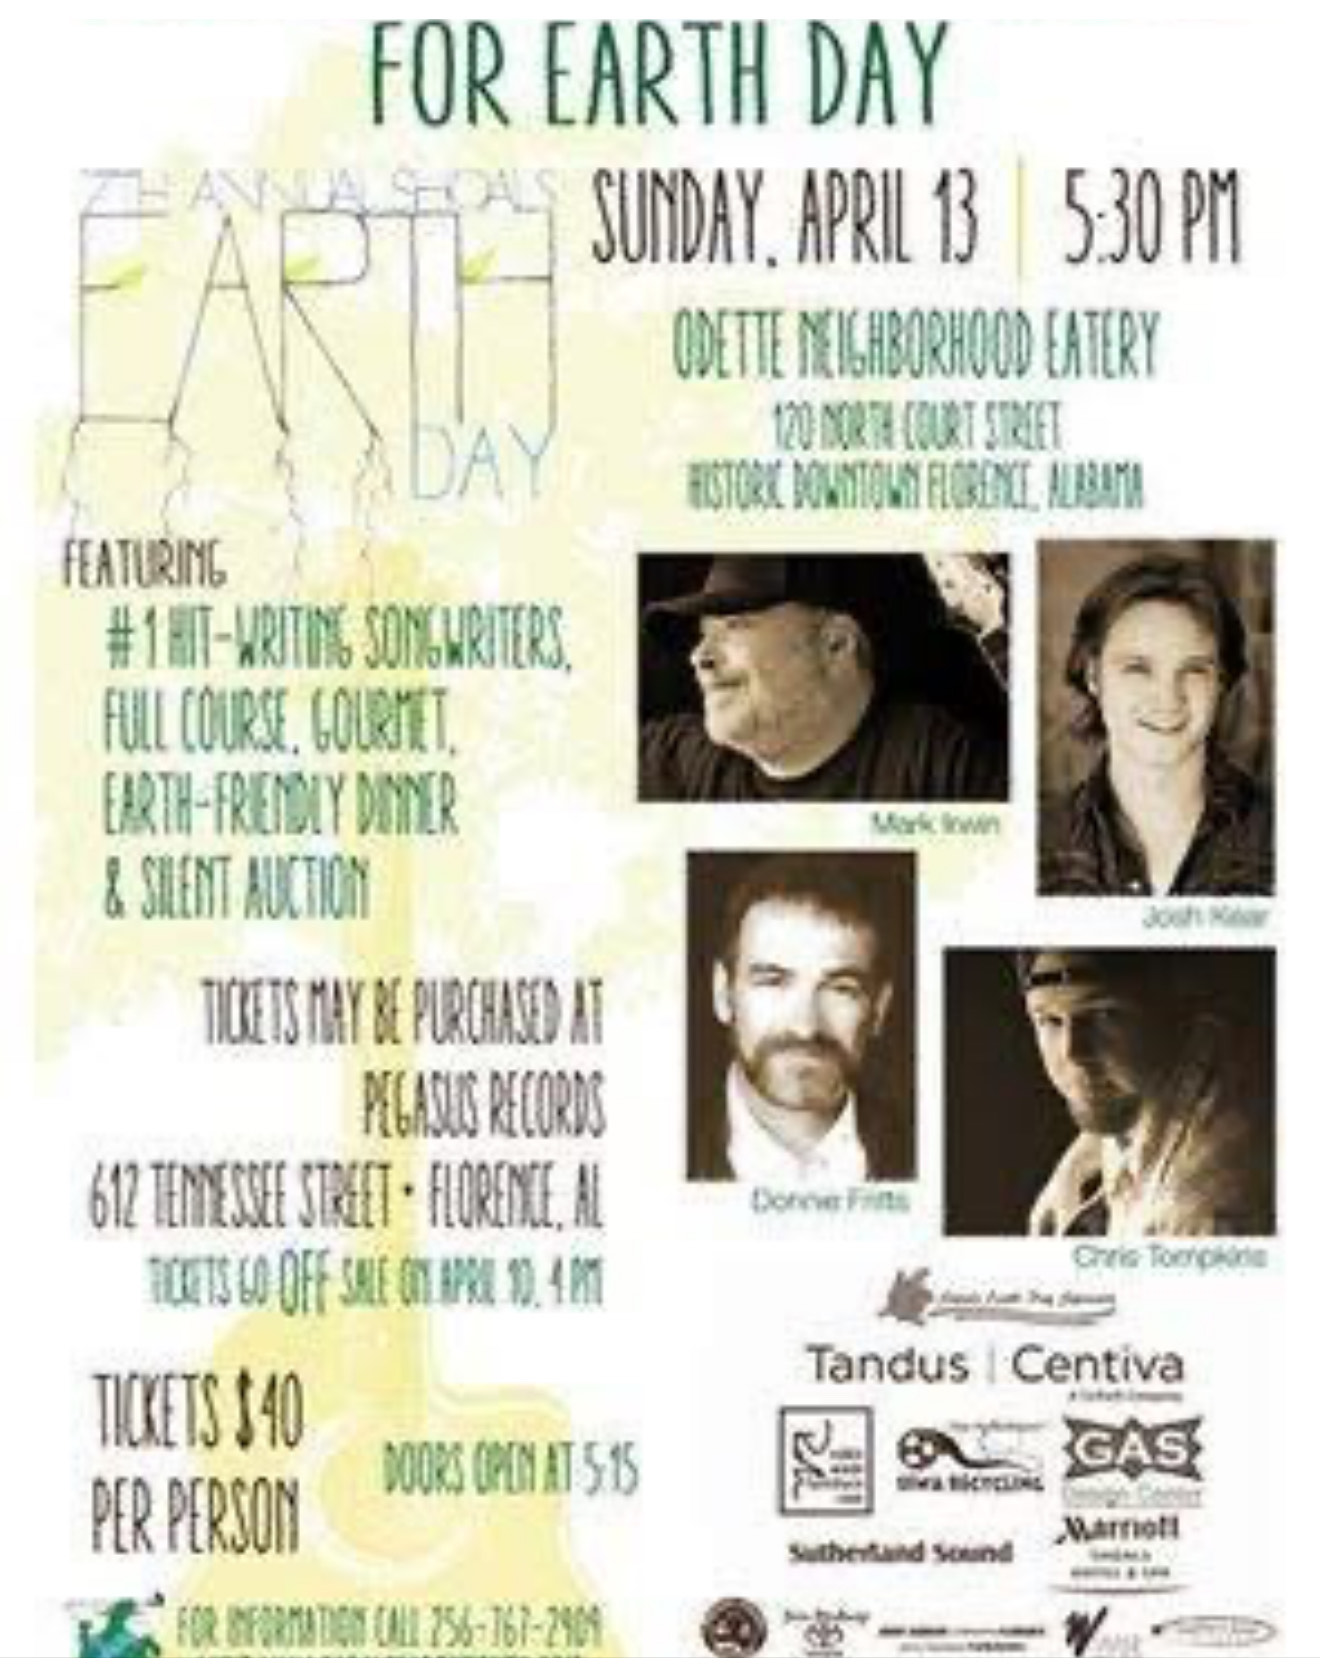 FOR EARTH DAY
7TH ANNUAL SHOALS
EARTH
DAY
SUNDAY, APRIL 13 | 5:30 PM
ODETTE NEIGHBORHOOD EATERY
120 NORTH COURT STREET
HISTORIC DOWNTOWN FLORENCE, ALABAMA
FEATURING
#1 HIT-WRITING SONGWRITERS,
FULL COURSE, GOURMET,
EARTH-FRIENDLY DINNER
& SILENT AUCTION
Mark Irwin
Josh Kear
Donnie Fritts
Chris Tompkins
TICKETS MAY BE PURCHASED AT
PEGASUS RECORDS
612 TENNESSEE STREET • FLORENCE, AL
TICKETS GO OFF SALE ON APRIL 10, 4 PM
TICKETS $40
PER PERSON
DOORS OPEN AT 5:15
FOR INFORMATION CALL 256-767-2909
Tandus | Centiva
RECYCLING
GAS
Design Center
Sutherland Sound
Marriott
SHOALS
HOTEL & SPA